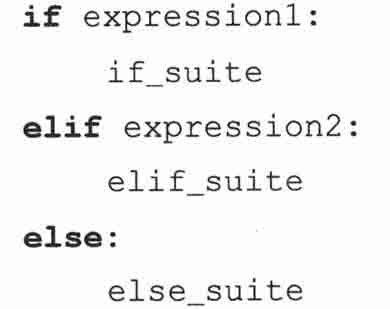 if expression1:
if_suite
elif expression2:
elif_suite
else:
else_suite